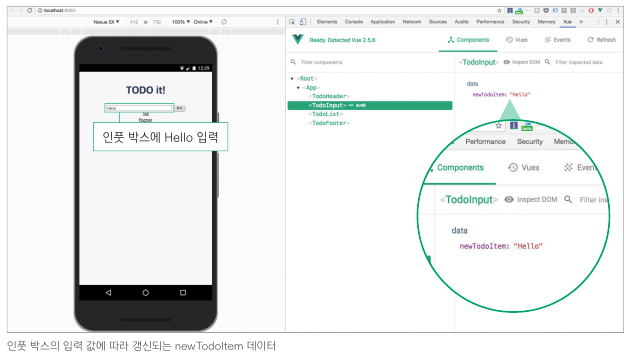 localhost:8080
Nexus 5X ▼ 412 × 732 100% ▼ Online ▼
Elements Console Application Network Sources Audits Performance Security Memory Vue
Ready. Detected Vue 2.5.8.
Components Vuex Events Refresh
Filter components
<TodoInput> Inspect DOM Filter inspected data
<Root>
<App>
<TodoHeader>
<TodoInput> == $vm0
<TodoList>
<TodoFooter>
data
newTodoItem: "Hello"
12:29
TODO it!
Hello
list
footer
인풋 박스에 Hello 입력
beta
Performance Security Memo
Components Vuex Even
<TodoInput> Inspect DOM Filter ins
data
newTodoItem: "Hello"
인풋 박스의 입력 값에 따라 갱신되는 newTodoItem 데이터